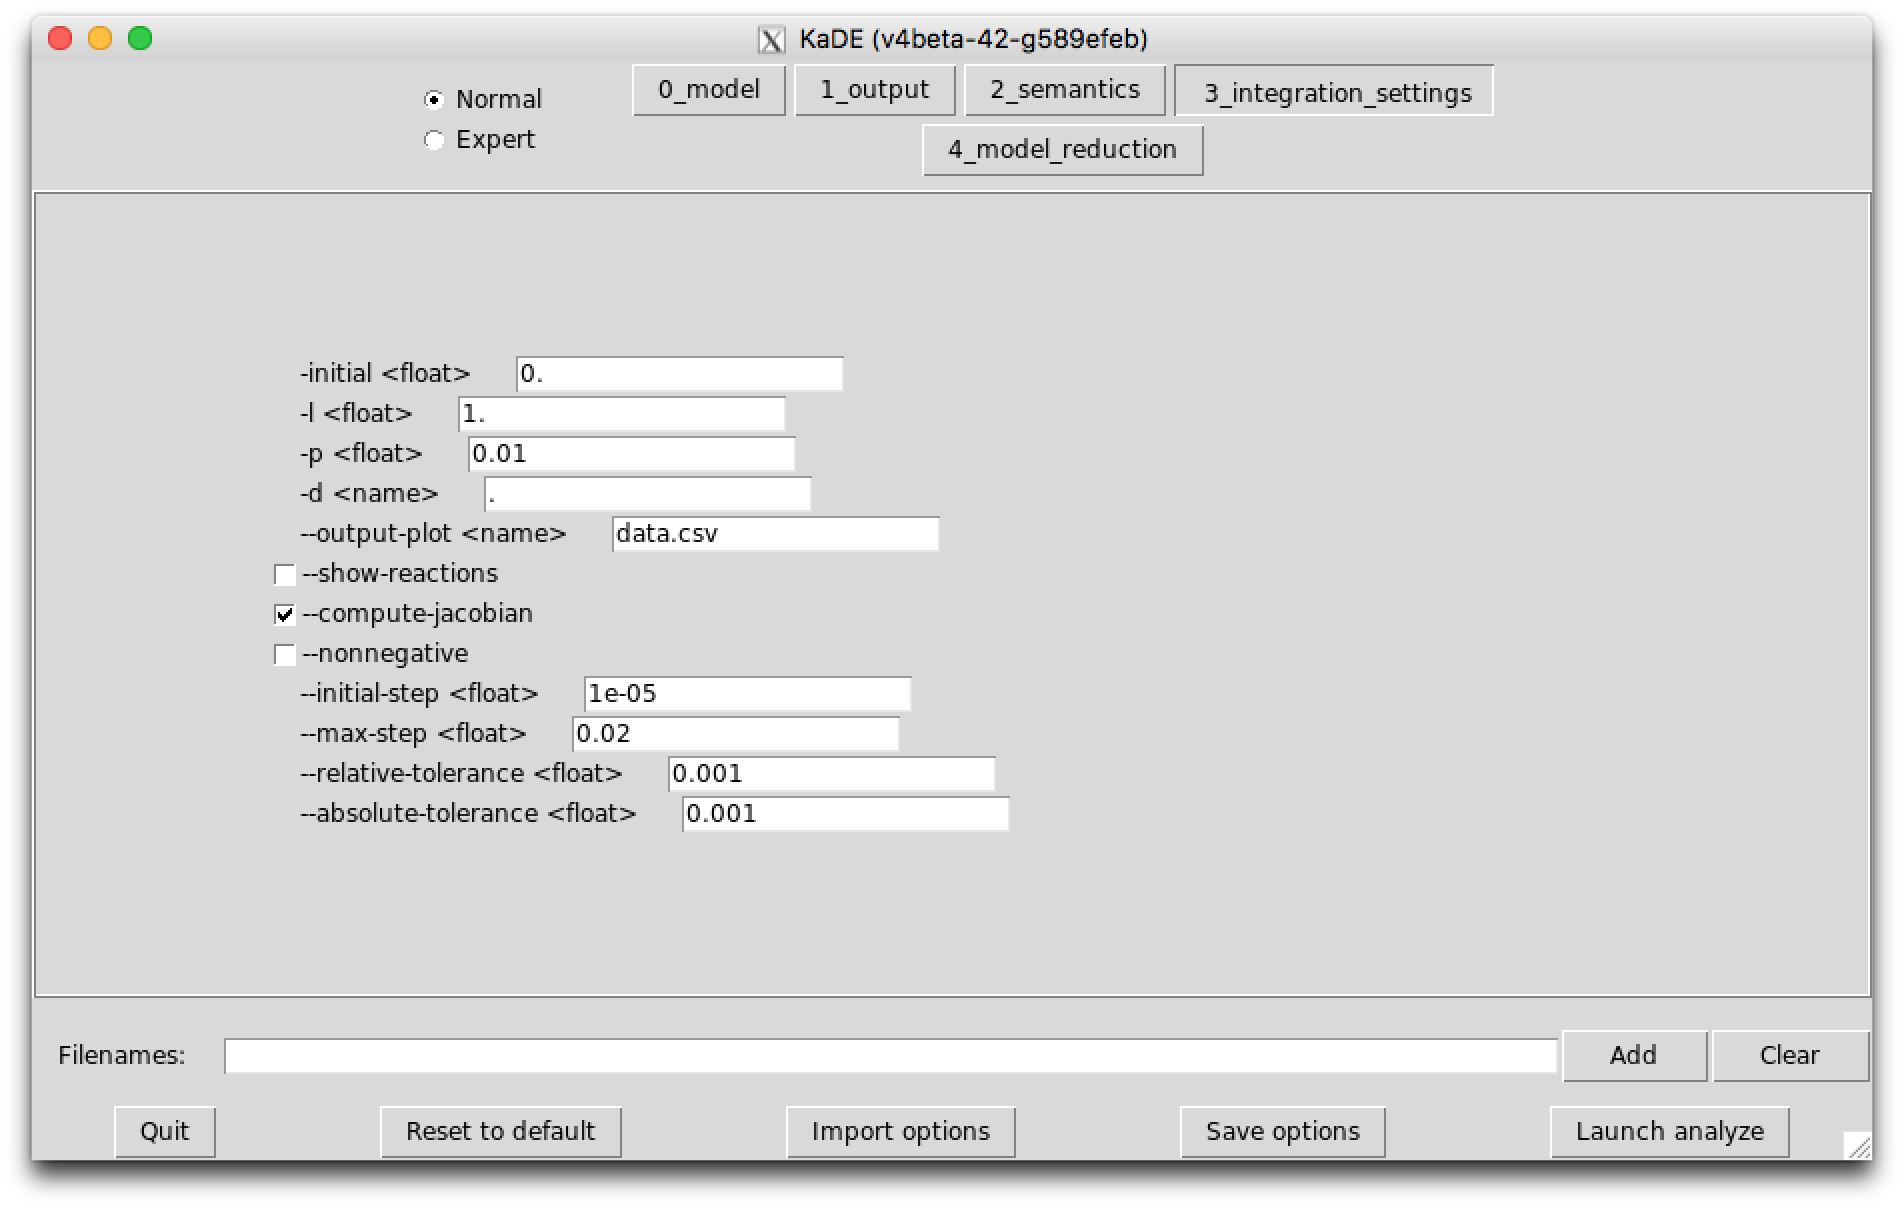 KaDE (v4beta-42-g589efeb)
Normal
Expert
0_model 1_output 2_semantics 3_integration_settings
4_model_reduction
-initial <float> 0.
-l <float> 1.
-p <float> 0.01
-d <name> .
--output-plot <name> data.csv
--show-reactions
--compute-jacobian
--nonnegative
--initial-step <float> 1e-05
--max-step <float> 0.02
--relative-tolerance <float> 0.001
--absolute-tolerance <float> 0.001
Filenames: Add Clear
Quit Reset to default Import options Save options Launch analyze